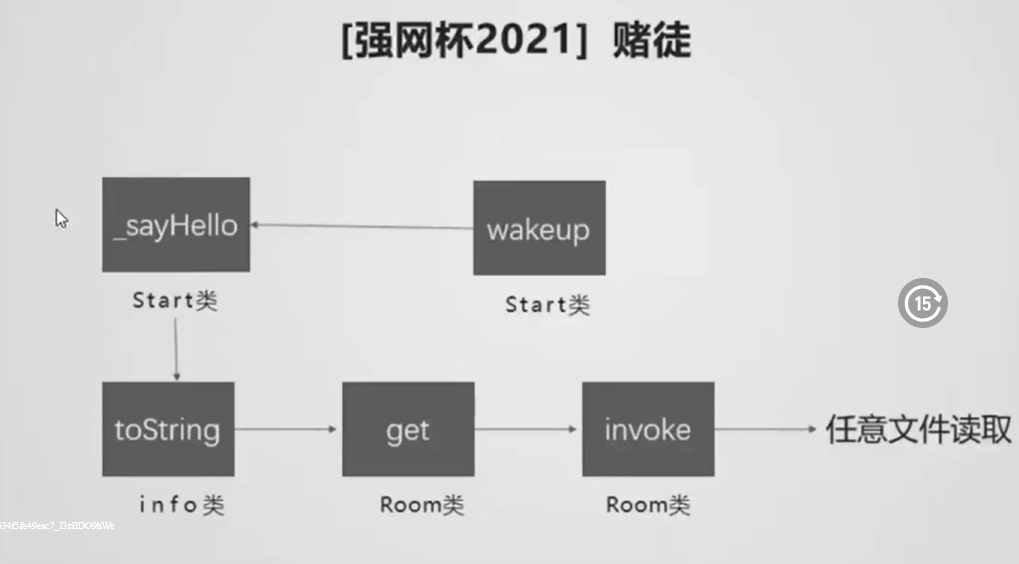 [强网杯2021] 赌徒
_sayHello
wakeup
Start类
Start类
15
toString
get
invoke
任意文件读取
info类
Room类
Room类
534f5fe49eac7_J3zBDO9hWe